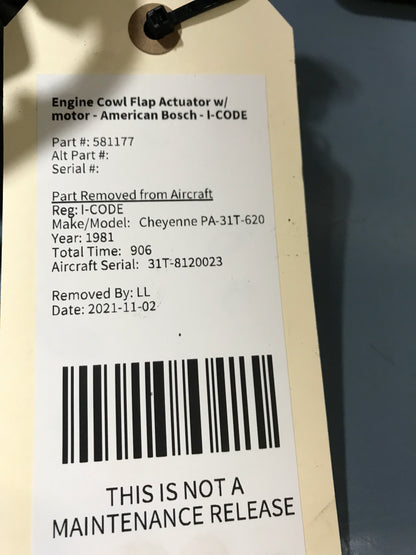 Engine Cowl Flap Actuator w/
motor - American Bosch - I-CODE
Part #: 581177
Alt Part #:
Serial #:
Part Removed from Aircraft
Reg: I-CODE
Make/Model: Cheyenne PA-31T-620
Year: 1981
Total Time: 906
Aircraft Serial: 31T-8120023
Removed By: LL
Date: 2021-11-02
THIS IS NOT A
MAINTENANCE RELEASE